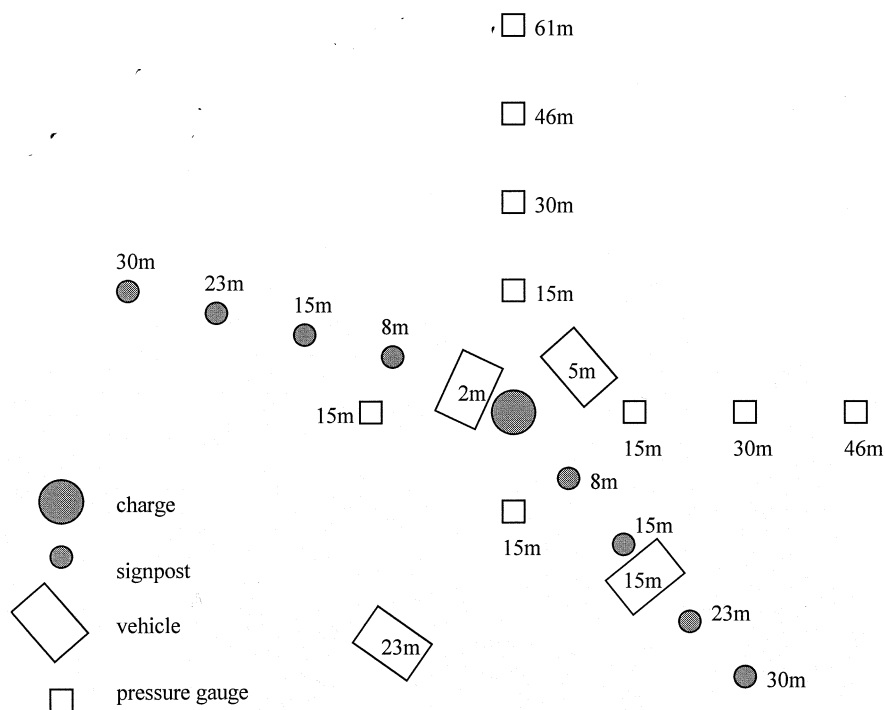 61m
46m
30m
30m
23m
15m
15m
8m
5m
2m
15m
15m
30m
46m
8m
charge
15m
15m
signpost
15m
23m
vehicle
23m
30m
pressure gauge